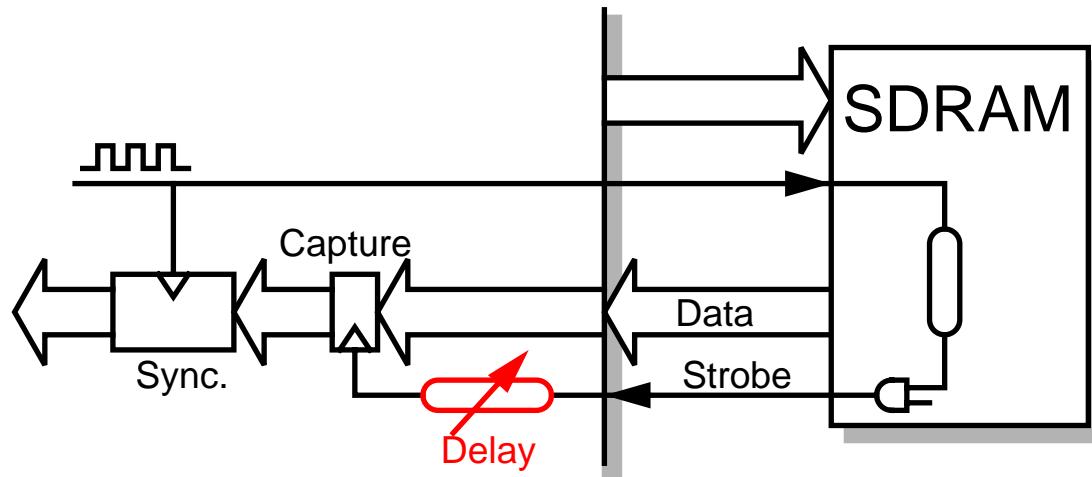 SDRAM
Capture
Data
Sync.
Strobe
Delay